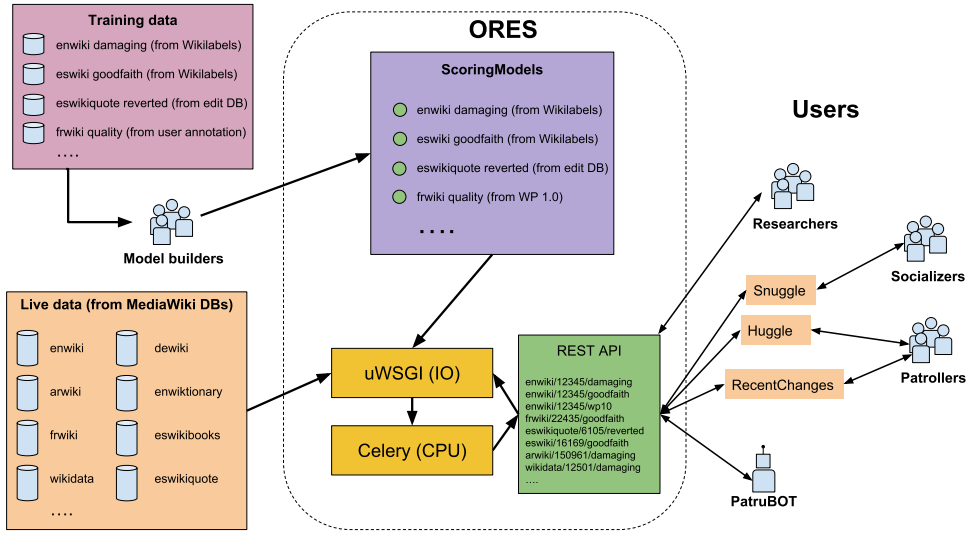 Training data
enwiki damaging (from Wikilabels)
eswiki goodfaith (from Wikilabels)
eswikiquote reverted (from edit DB)
frwiki quality (from user annotation)
....
Model builders
Live data (from MediaWiki DBs)
enwiki
dewiki
arwiki
enwiktionary
frwiki
eswikibooks
wikidata
eswikiquote
....
ORES
ScoringModels
enwiki damaging (from Wikilabels)
eswiki goodfaith (from Wikilabels)
eswikiquote reverted (from edit DB)
frwiki quality (from WP 1.0)
....
uWSGI (IO)
Celery (CPU)
REST API
enwiki/12345/damaging
enwiki/12345/goodfaith
enwiki/12345/wp10
frwiki/22435/goodfaith
eswikiquote/6105/reverted
eswiki/16169/goodfaith
arwiki/150961/damaging
wikidata/12501/damaging
....
Users
Researchers
Socializers
Snuggle
Huggle
Patrollers
RecentChanges
PatruBOT